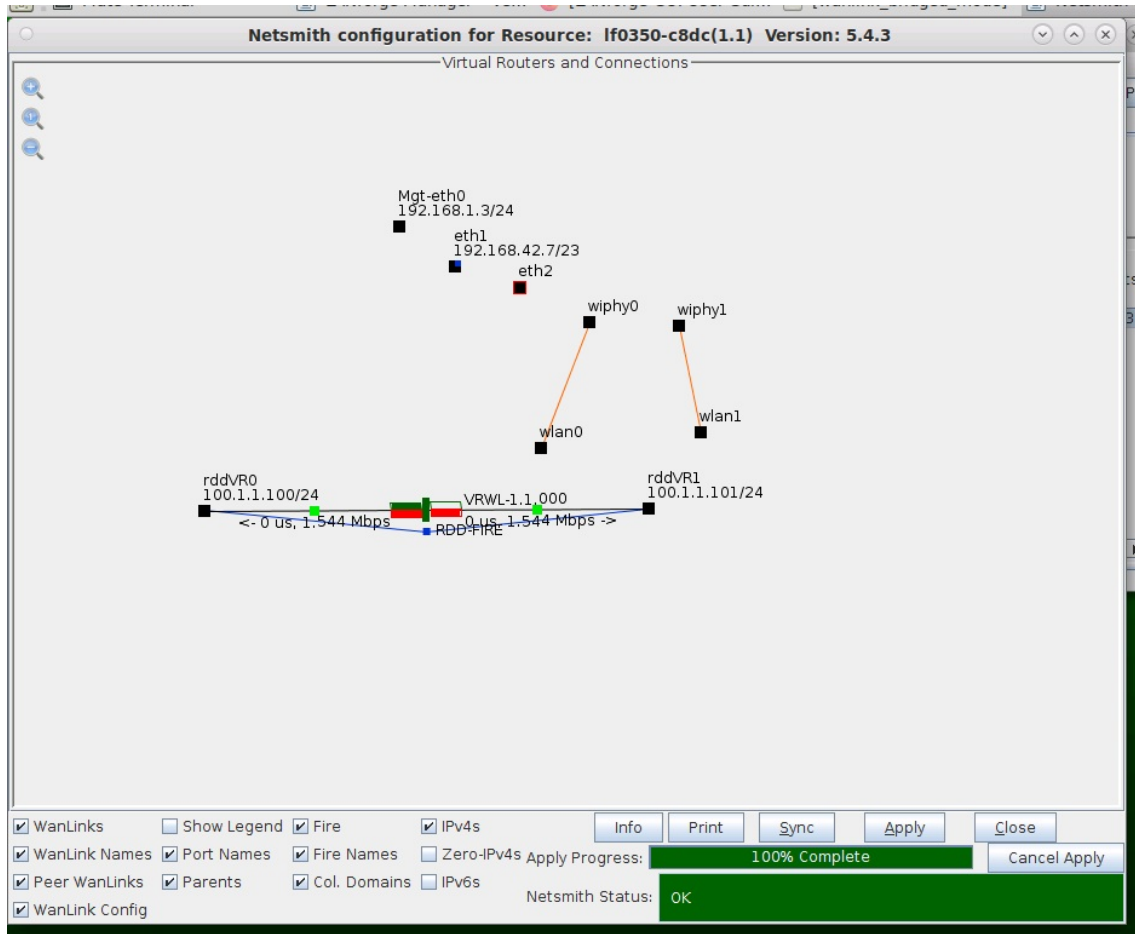 Netsmith configuration for Resource: lf0350-c8dc(1.1) Version: 5.4.3
Virtual Routers and Connections
Mgt-eth0
192.168.1.3/24
eth1
192.168.42.7/23
eth2
wiphy0
wiphy1
wlan0
wlan1
rddVR0
100.1.1.100/24
VRWL-1.1.000
rddVR1
100.1.1.101/24
<- 0 us, 1.544 Mbps
0 us, 1.544 Mbps ->
RDD-FIRE
WanLinks
Show Legend
Fire
IPv4s
Info
Print
Sync
Apply
Close
WanLink Names
Port Names
Fire Names
Zero-IPv4s
Apply Progress:
100% Complete
Cancel Apply
Peer WanLinks
Parents
Col. Domains
IPv6s
Netsmith Status:
OK
WanLink Config